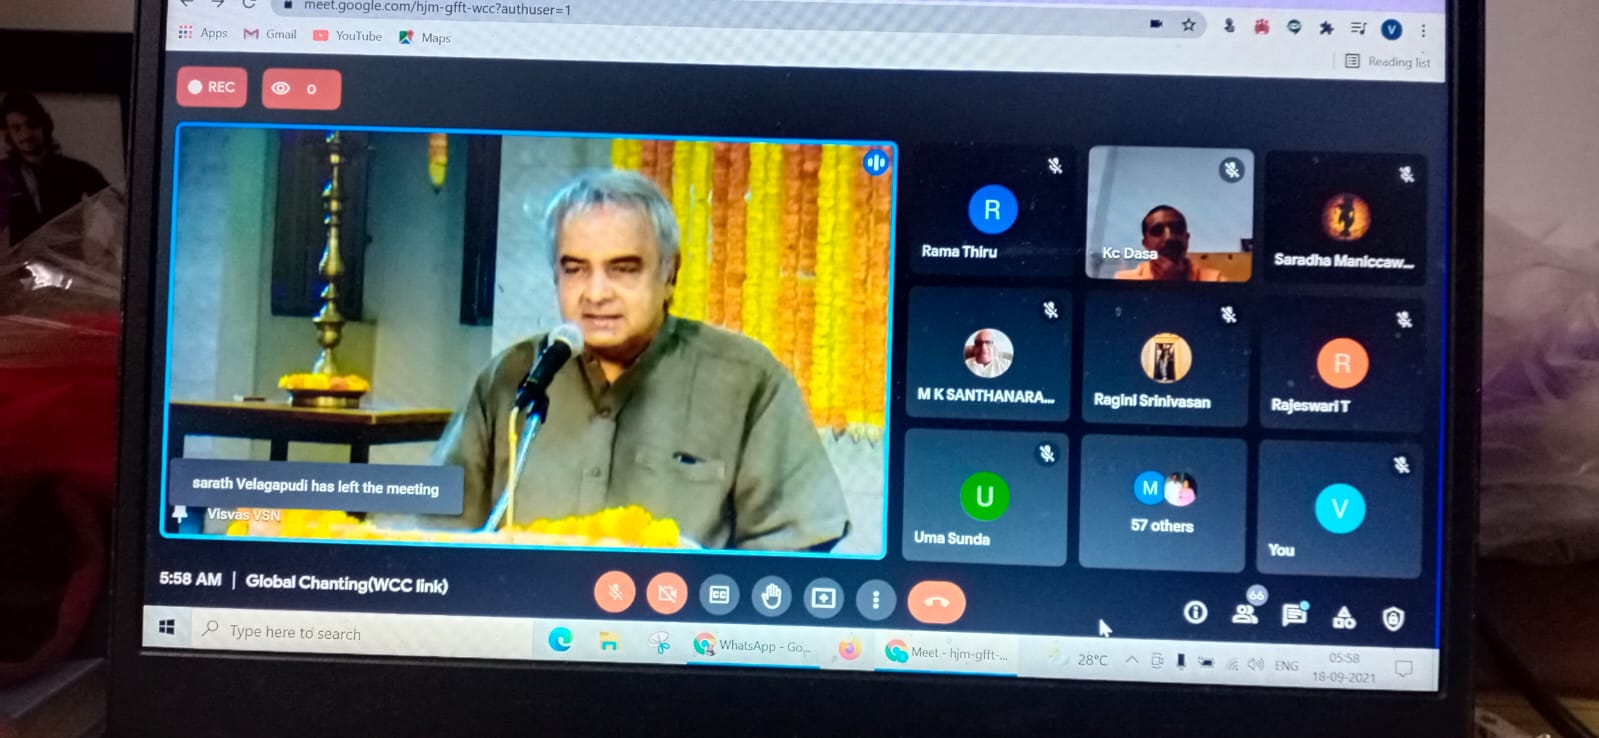 meet.google.com/hjm-gfft-wcc?authuser=1
Apps Gmail YouTube Maps
V
Reading list
REC 0
R
Rama Thiru
Kc Dasa
Saradha Maniccaw...
M K SANTHANARA...
Ragini Srinivasan
R
Rajeswari T
U
Uma Sunda
M
57 others
V
You
sarath Velagapudi has left the meeting
Visvas VSN
5:58 AM | Global Chanting(WCC link)
CC
66
Type here to search
WhatsApp - Go...
Meet - hjm-gfft-...
28°C
ENG
05:58
18-09-2021